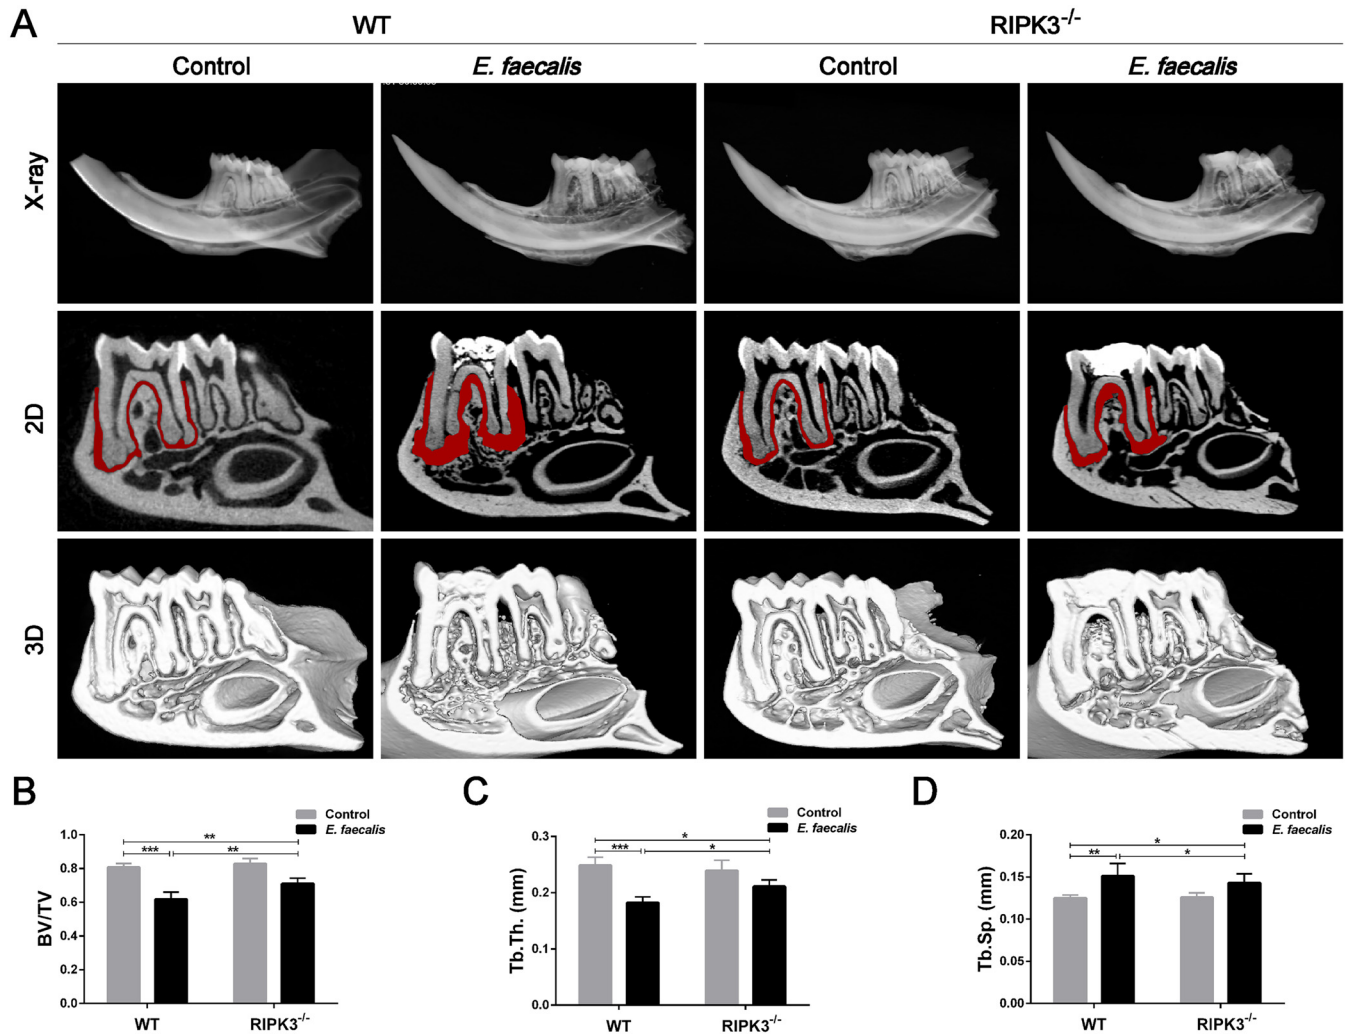 A
WT
RIPK3-/-
Control
E. faecalis
Control
E. faecalis
X-ray
2D
3D
B
Control
E. faecalis
BV/TV
1.0
0.8
0.6
0.4
0.2
0.0
**
***
**
WT
RIPK3-/-
C
Control
E. faecalis
Tb.Th. (mm)
0.3
0.2
0.1
0.0
*
***
*
WT
RIPK3-/-
D
Control
E. faecalis
Tb.Sp. (mm)
0.20
0.15
0.10
0.05
0.00
*
**
*
WT
RIPK3-/-